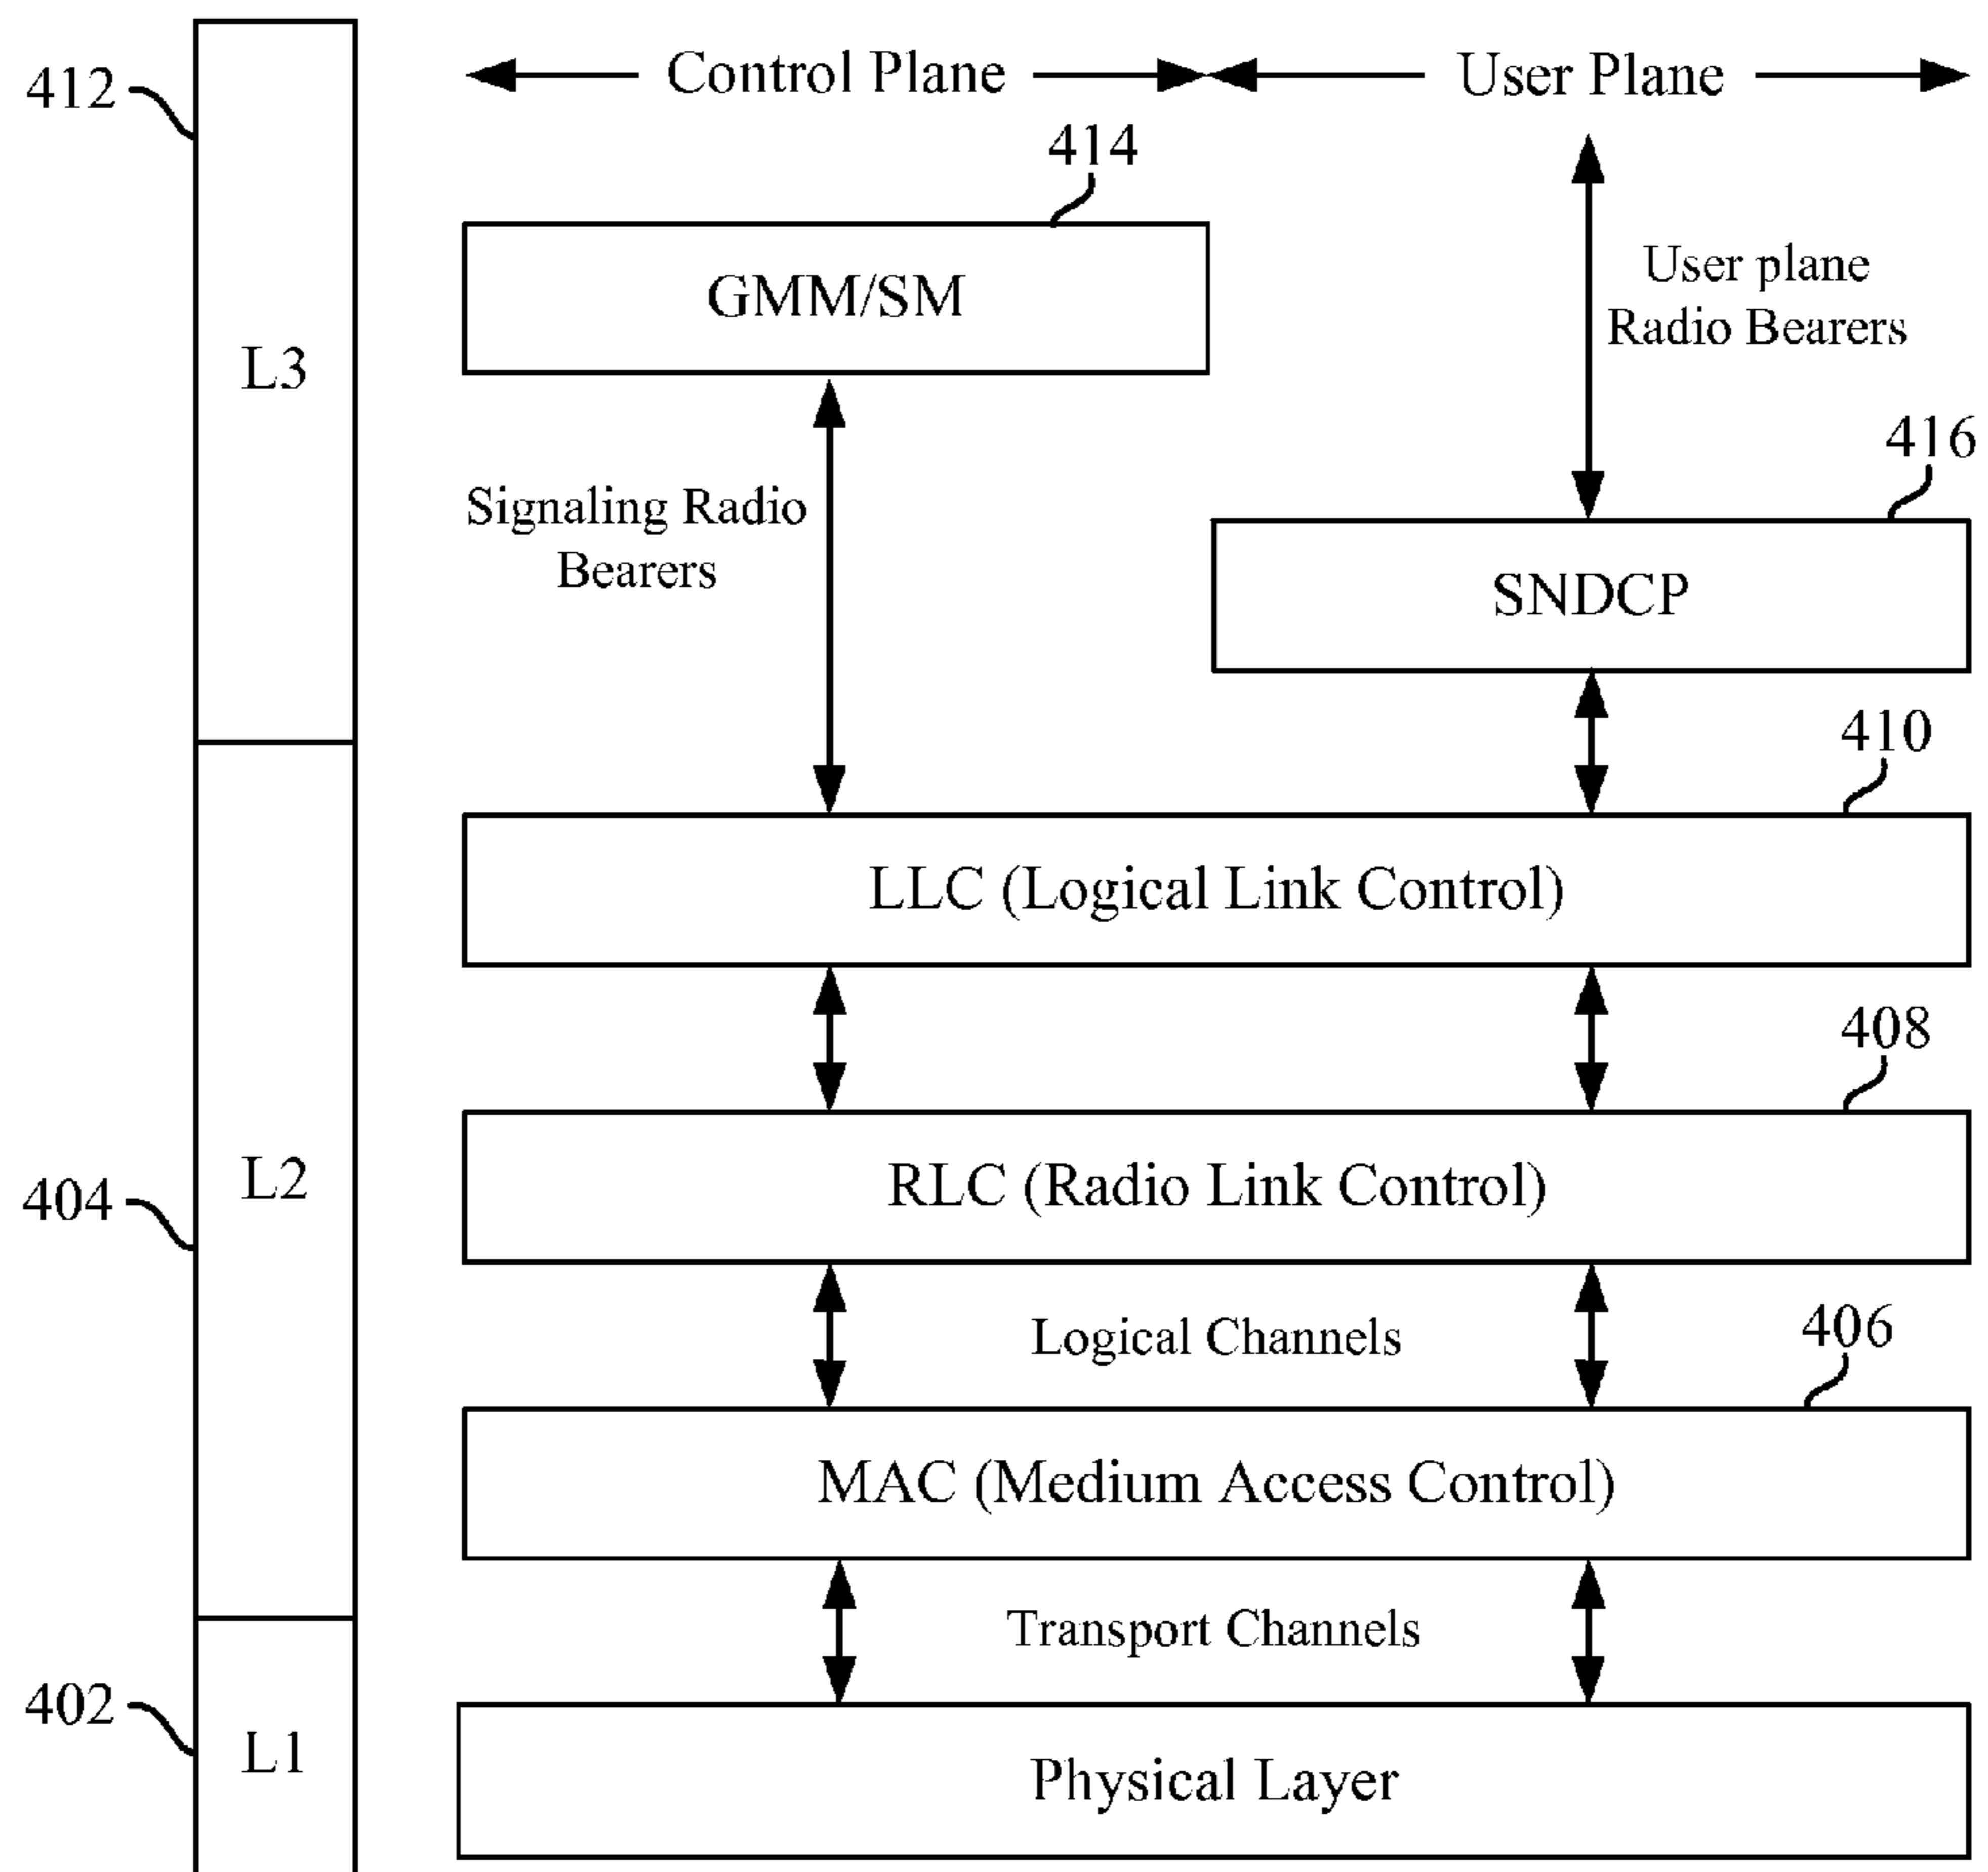 412
Control Plane
User Plane
414
GMM/SM
User plane
Radio Bearers
L3
416
Signaling Radio
Bearers
SNDCP
410
LLC (Logical Link Control)
408
RLC (Radio Link Control)
L2
404
Logical Channels
406
MAC (Medium Access Control)
Transport Channels
402
L1
Physical Layer